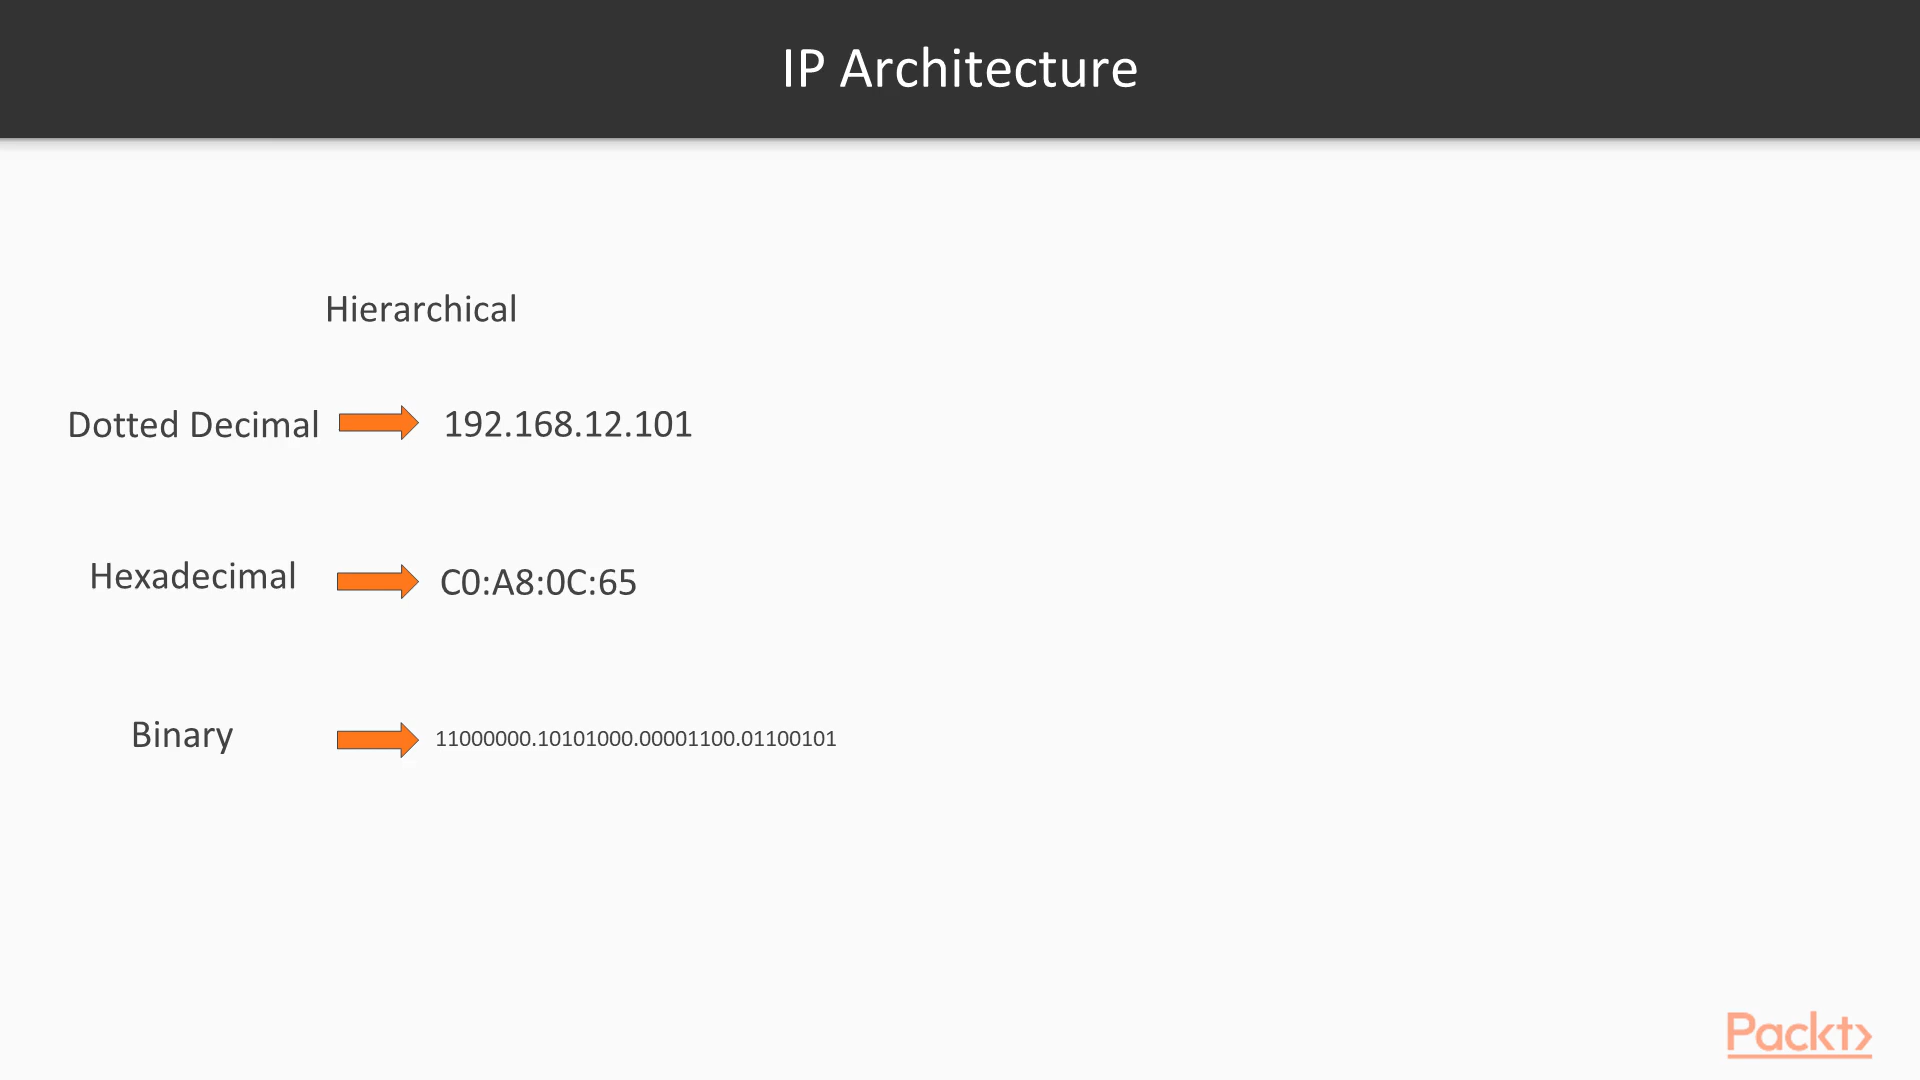 IP Architecture
Hierarchical
Dotted Decimal 192.168.12.101
Hexadecimal C0:A8:0C:65
Binary 11000000.10101000.00001100.01100101
Packt>